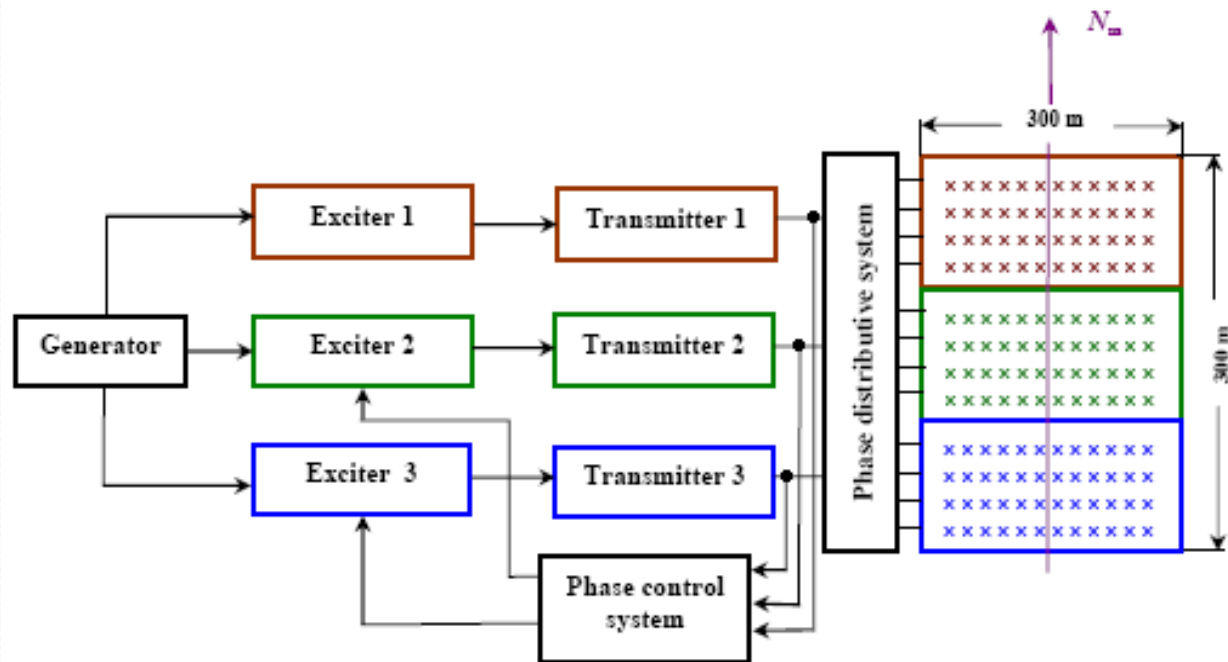 N_m
300 m
Exciter 1
Transmitter 1
Generator
Exciter 2
Transmitter 2
Exciter 3
Transmitter 3
Phase control
system
Phase distributive system
300 m